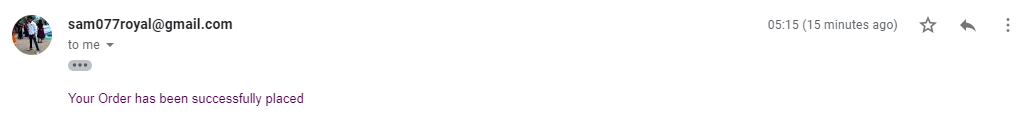 sam077royal@gmail.com 05:15 (15 minutes ago)
to me
Your Order has been successfully placed